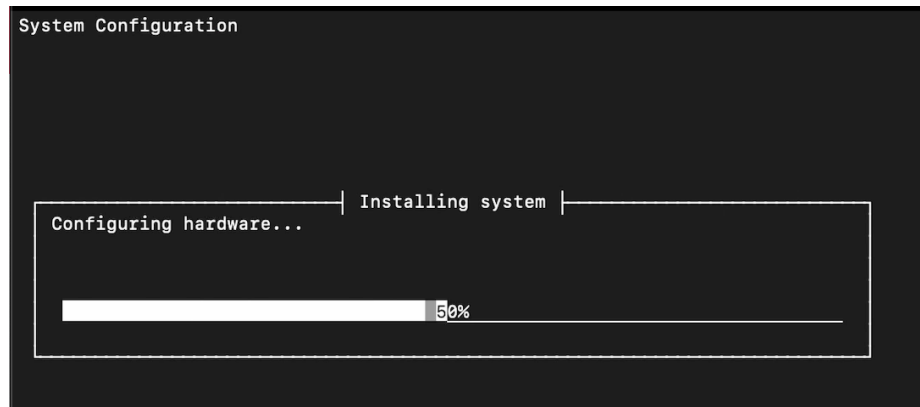 System Configuration
Installing system
Configuring hardware...
50%